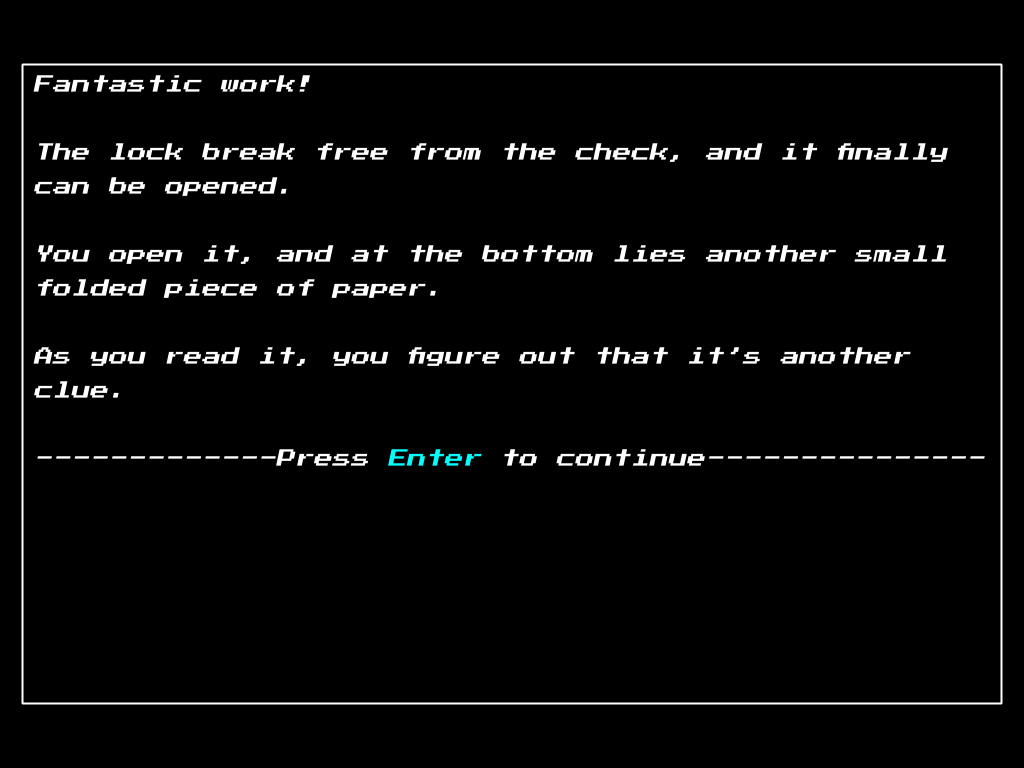 Fantastic work!
The lock break free from the check, and it finally
can be opened.
You open it, and at the bottom lies another small
folded piece of paper.
As you read it, you figure out that it's another
clue.
-------------Press Enter to continue---------------